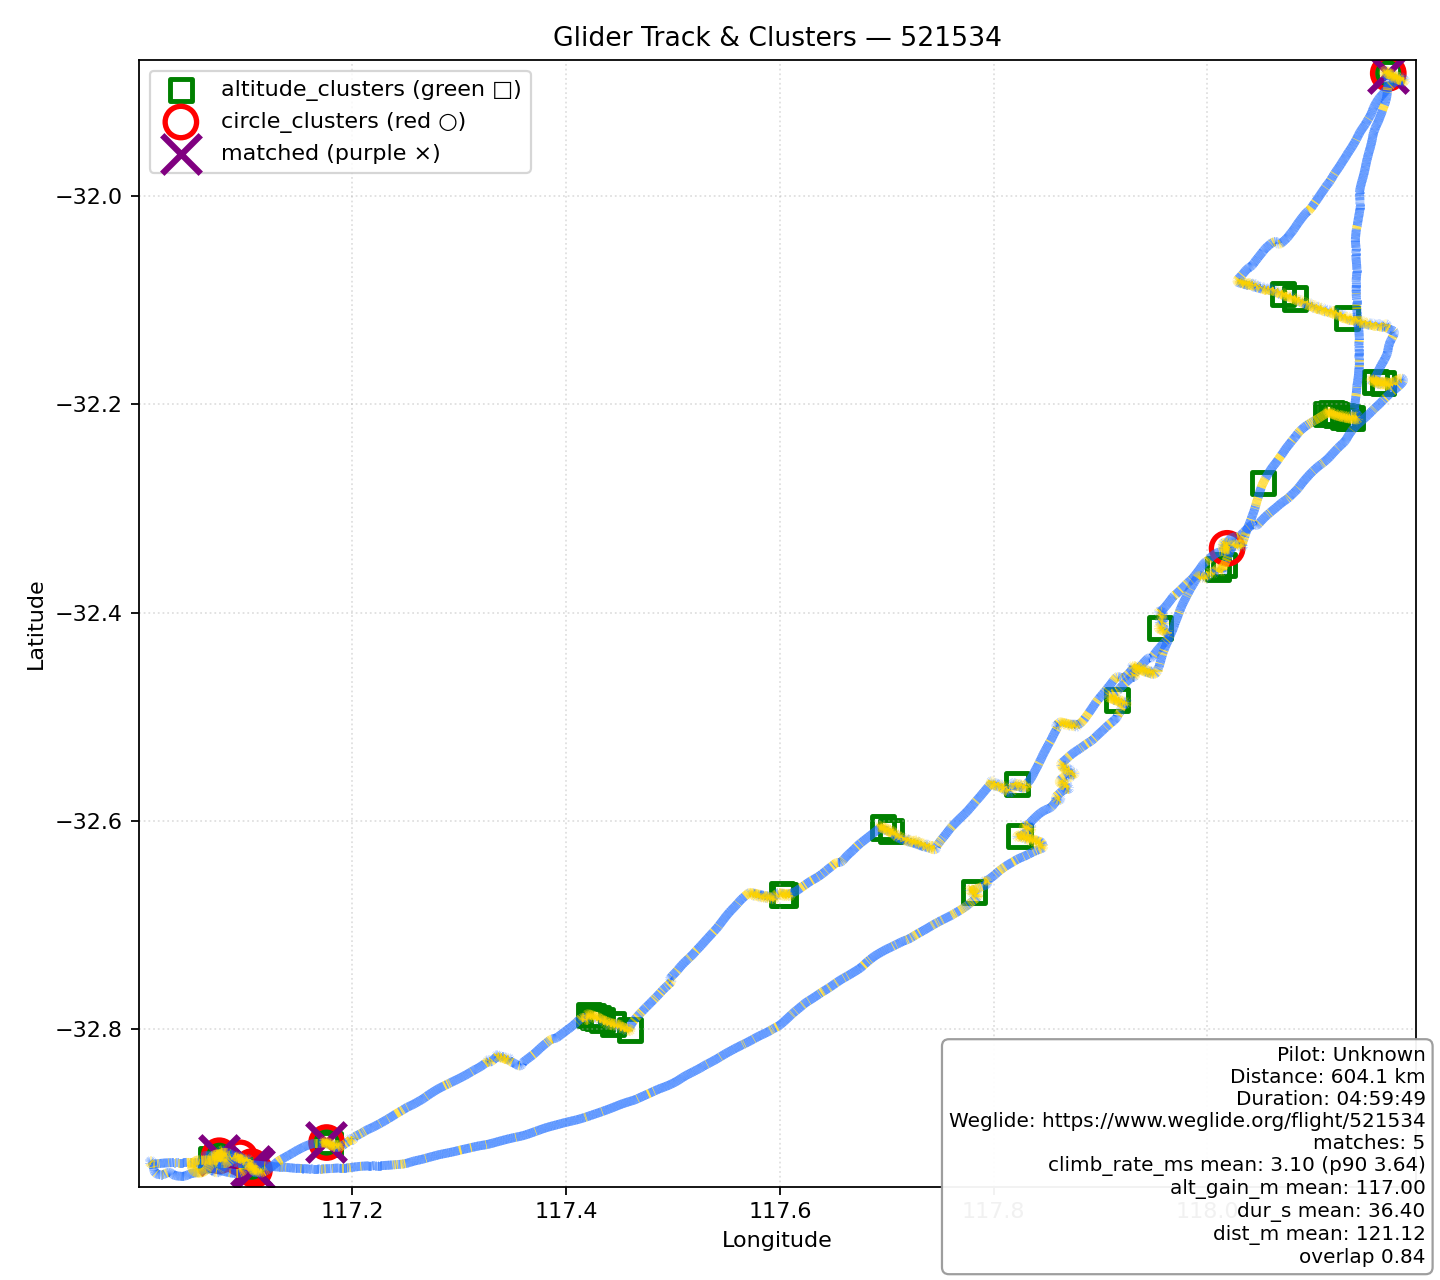 Glider Track & Clusters — 521534
altitude_clusters (green □)
circle_clusters (red ○)
matched (purple ×)
Latitude
−32.0
−32.2
−32.4
−32.6
−32.8
117.2
117.4
117.6
117.8
118.0
Longitude
Pilot: Unknown
Distance: 604.1 km
Duration: 04:59:49
Weglide: https://www.weglide.org/flight/521534
matches: 5
climb_rate_ms mean: 3.10 (p90 3.64)
alt_gain_m mean: 117.00
dur_s mean: 36.40
dist_m mean: 121.12
overlap 0.84